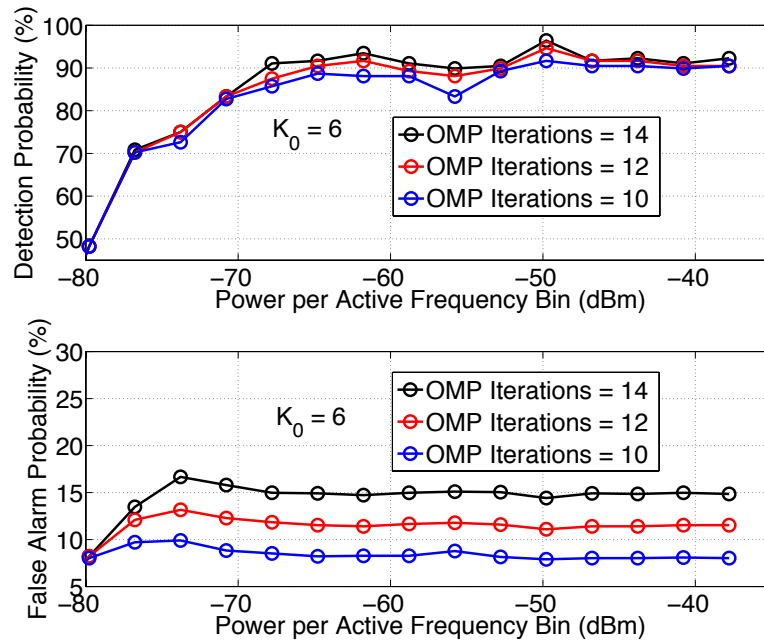 100
90
80
70
60
50
Detection Probability (%)
K0 = 6
OMP Iterations = 14
OMP Iterations = 12
OMP Iterations = 10
−80 −70 −60 −50 −40
Power per Active Frequency Bin (dBm)
30
25
20
15
10
5
False Alarm Probability (%)
K0 = 6
OMP Iterations = 14
OMP Iterations = 12
OMP Iterations = 10
−80 −70 −60 −50 −40
Power per Active Frequency Bin (dBm)